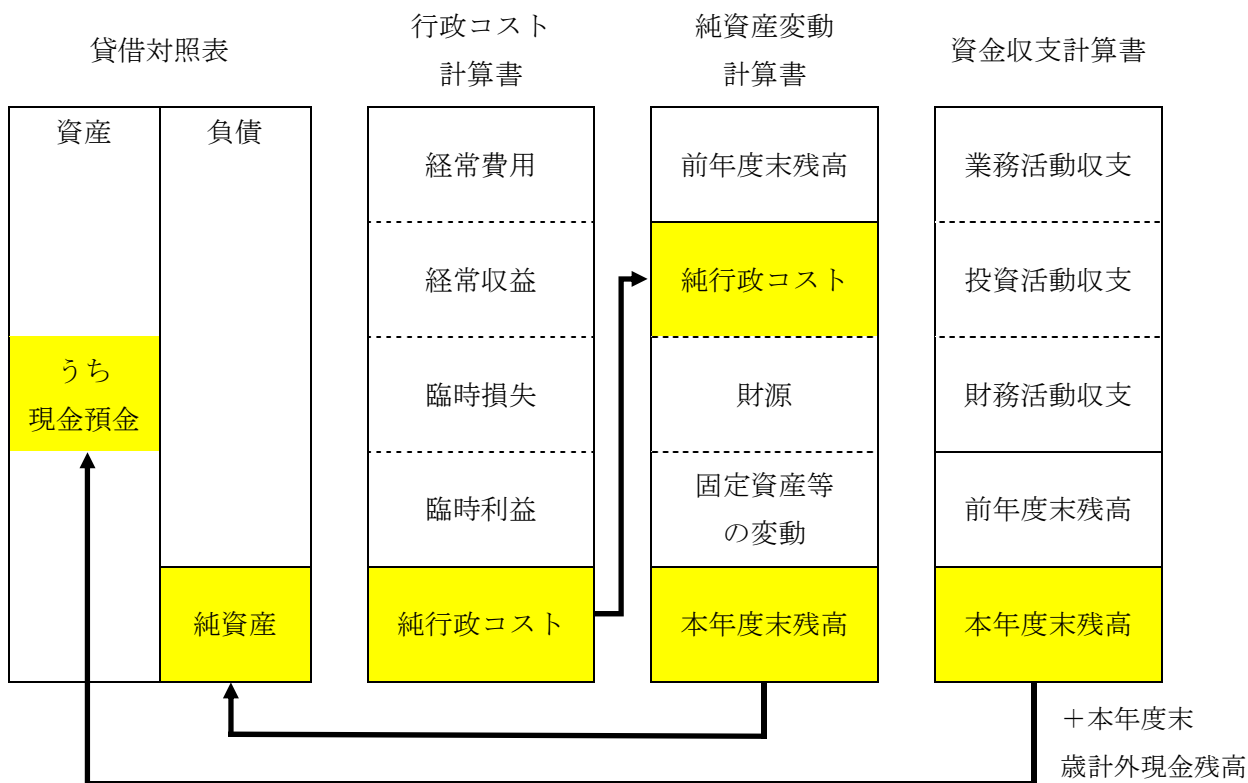 貸借対照表
資産
うち
現金預金
負債
純資産
行政コスト
計算書
経常費用
経常収益
臨時損失
臨時利益
純行政コスト
純資産変動
計算書
前年度末残高
純行政コスト
財源
固定資産等
の変動
本年度末残高
資金収支計算書
業務活動収支
投資活動収支
財務活動収支
前年度末残高
本年度末残高
＋本年度末
歳計外現金残高